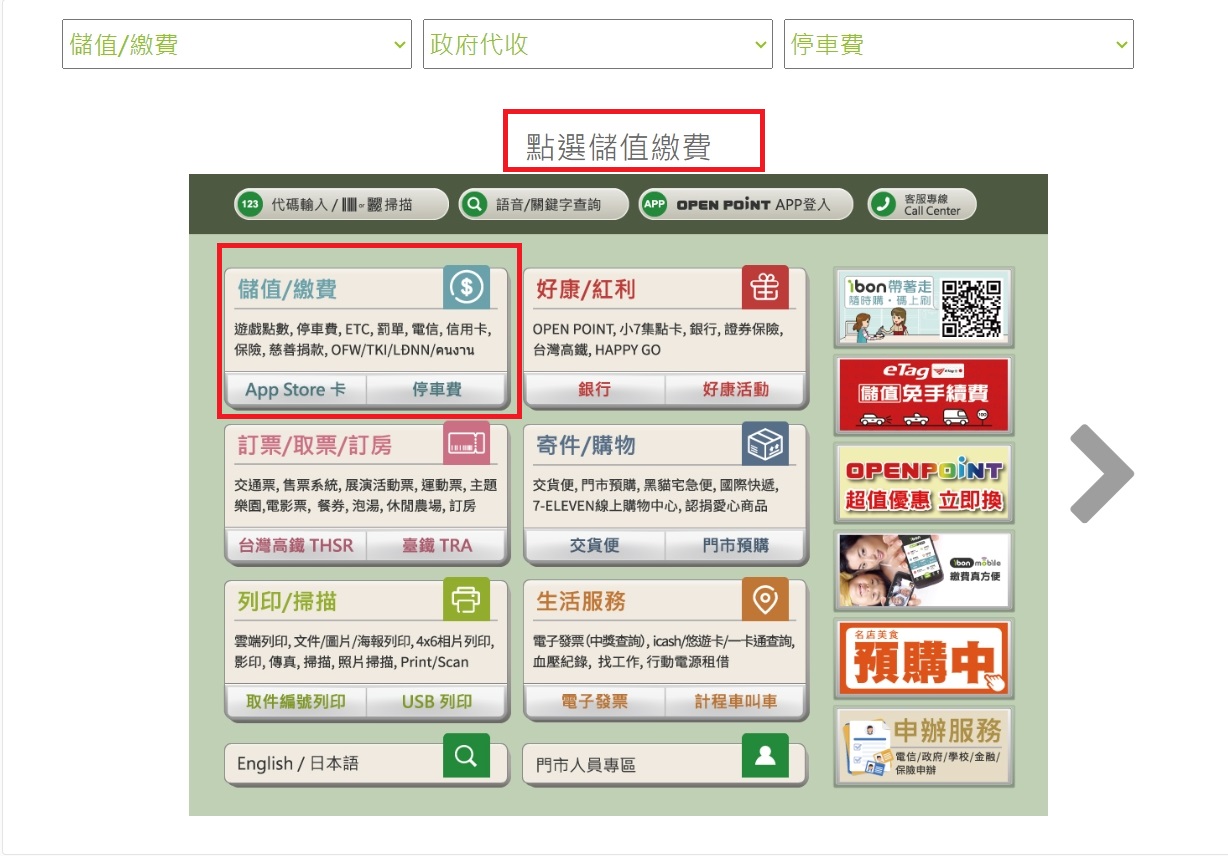 儲值/繳費
政府代收
停車費
點選儲值繳費
123 代碼輸入 / or 掃描
語音/關鍵字查詢
APP OPEN POINT APP登入
客服專線
Call Center
儲值/繳費
$
遊戲點數, 停車費, ETC, 罰單, 電信, 信用卡,
保險, 慈善捐款, OFW/TKI/LĐNN/คนงาน
App Store 卡
停車費
好康/紅利
OPEN POINT, 小7集點卡, 銀行, 證券保險,
台灣高鐵, HAPPY GO
銀行
好康活動
訂票/取票/訂房
交通票, 售票系統, 展演活動票, 運動票, 主題
樂園,電影票, 餐券, 泡湯, 休閒農場, 訂房
台灣高鐵 THSR
臺鐵 TRA
寄件/購物
交貨便, 門市預購, 黑貓宅急便, 國際快遞,
7-ELEVEN線上購物中心, 認捐愛心商品
交貨便
門市預購
列印/掃描
雲端列印, 文件/圖片/海報列印, 4x6相片列印,
影印, 傳真, 掃描, 照片掃描, Print/Scan
取件編號列印
USB 列印
生活服務
電子發票(中獎查詢), icash/悠遊卡/一卡通查詢,
血壓紀錄, 找工作, 行動電源租借
電子發票
計程車叫車
English / 日本語
門市人員專區
ibon帶著走
隨時購・碼上刷
eTag
儲值免手續費
OPENPOINT
超值優惠 立即換
ibon mobile
繳費真方便
名店美食
預購中
申辦服務
電信/政府/學校/金融/
保險申辦